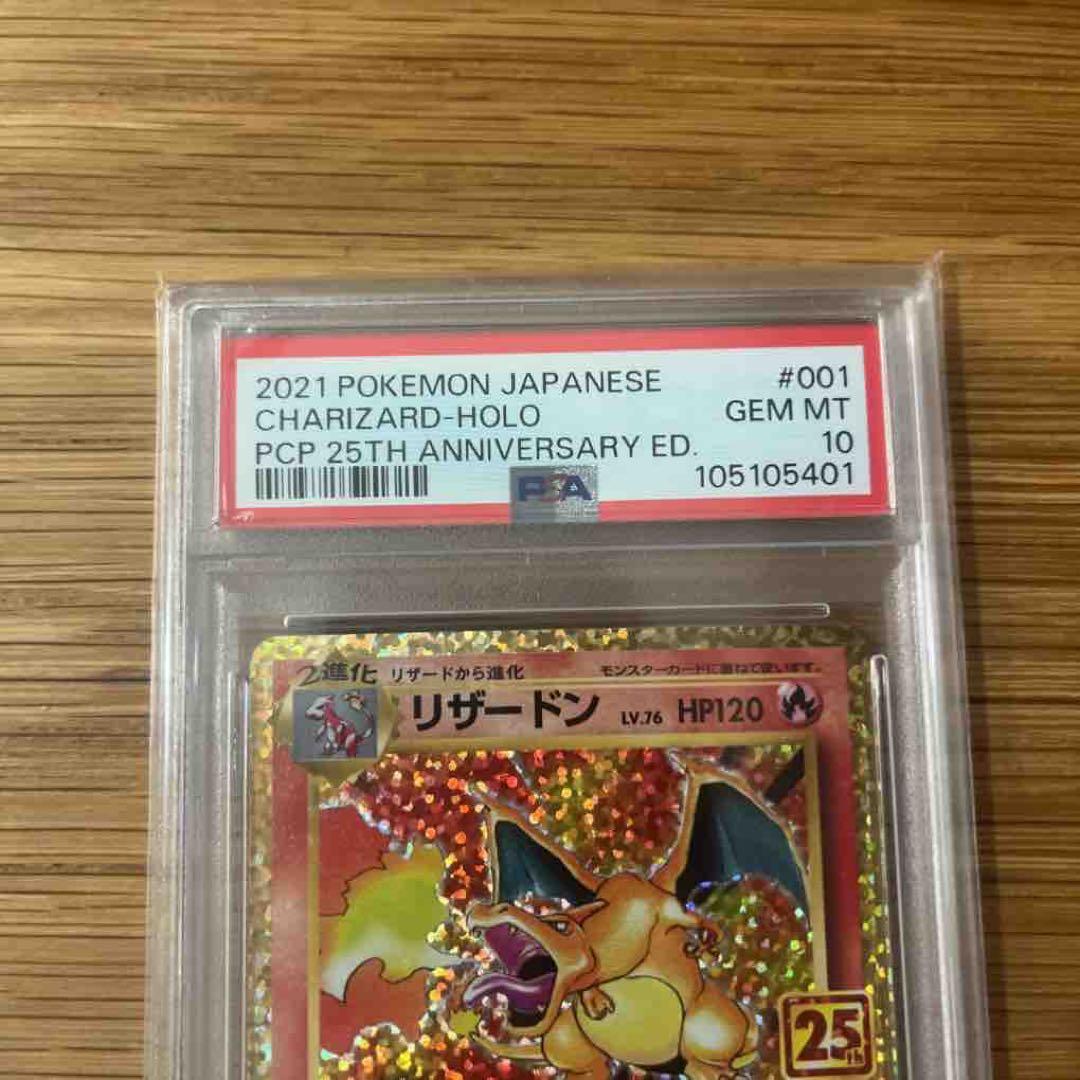 2021 POKEMON JAPANESE #001
CHARIZARD-HOLO GEM MT
PCP 25TH ANNIVERSARY ED. 10
PSA 105105401
2進化 リザードから進化 モンスターカードに重ねて使います。
リザードン LV.76 HP120
25th